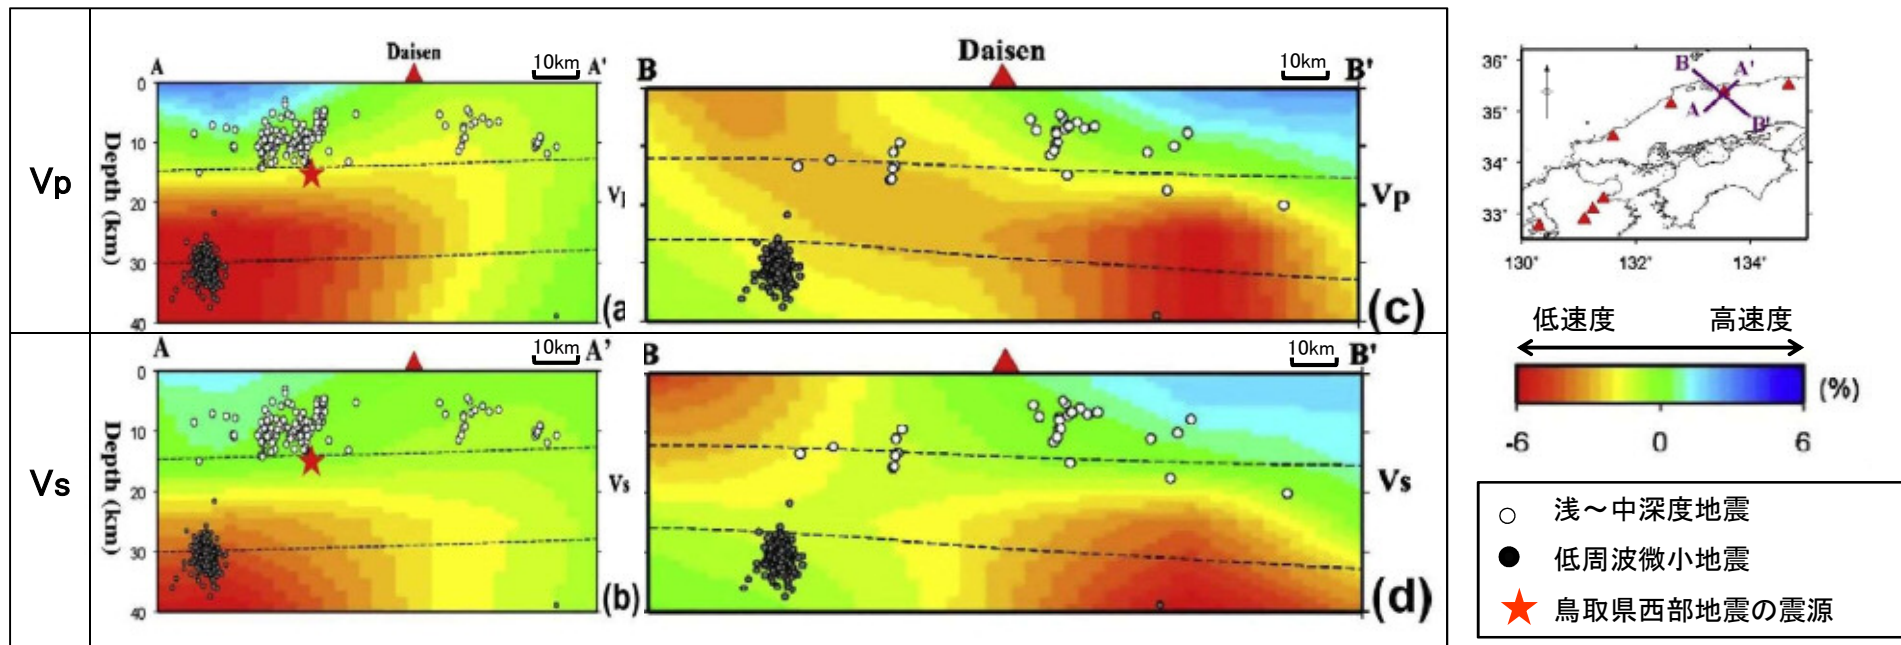 Vp
A
Daisen
10km
A'
0
10
20
30
40
Depth (km)
(a
B
Daisen
10km
B'
Vp
(c)
Vs
A
10km
A’
0
10
20
30
40
Depth (km)
Vs
(b)
B
10km
B'
Vs
(d)
36°
35°
34°
33°
130°
132°
134°
B
A'
A
B'
低速度
高速度
(%)
-6
0
6
浅～中深度地震
低周波微小地震
鳥取県西部地震の震源